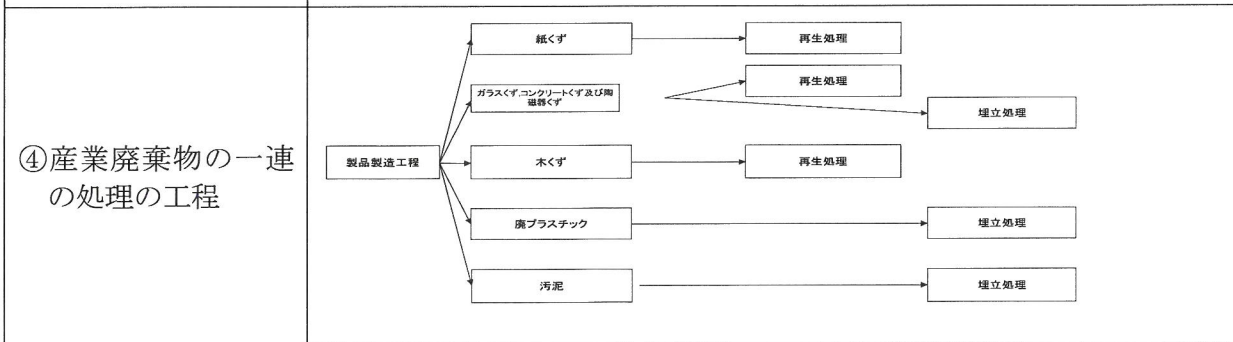 ④産業廃棄物の一連
の処理の工程
製品製造工程
紙くず
再生処理
ガラスくず,コンクリートくず及び陶
磁器くず
再生処理
埋立処理
木くず
再生処理
廃プラスチック
埋立処理
汚泥
埋立処理